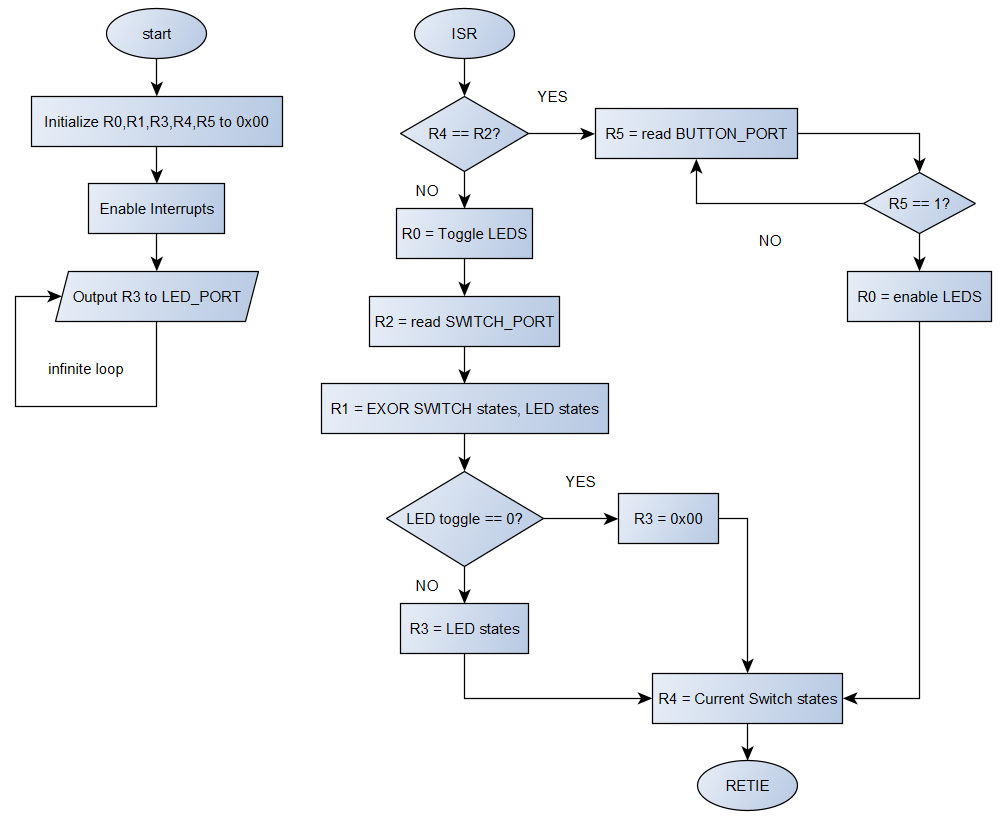 start
Initialize R0,R1,R3,R4,R5 to 0x00
Enable Interrupts
Output R3 to LED_PORT
infinite loop
ISR
R4 == R2?
YES
R5 = read BUTTON_PORT
R5 == 1?
NO
R0 = enable LEDS
NO
R0 = Toggle LEDS
R2 = read SWITCH_PORT
R1 = EXOR SWITCH states, LED states
LED toggle == 0?
YES
R3 = 0x00
NO
R3 = LED states
R4 = Current Switch states
RETIE